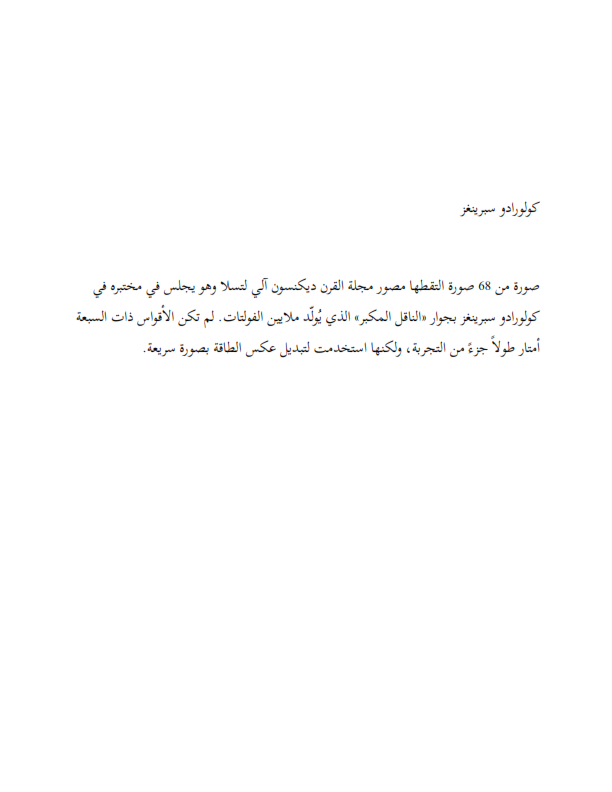 كولورادو سبرينغز
صورة من 68 صورة التقطها مصور مجلة القرن ديكنسون آلي لتسلا وهو يجلس في مختبره في
كولورادو سبرينغز بجوار «الناقل المكبر» الذي يُولّد ملايين الفولتات. لم تكن الأقواس ذات السبعة
أمتار طولاً جزءً من التجربة، ولكنها استخدمت لتبديل عكس الطاقة بصورة سريعة.